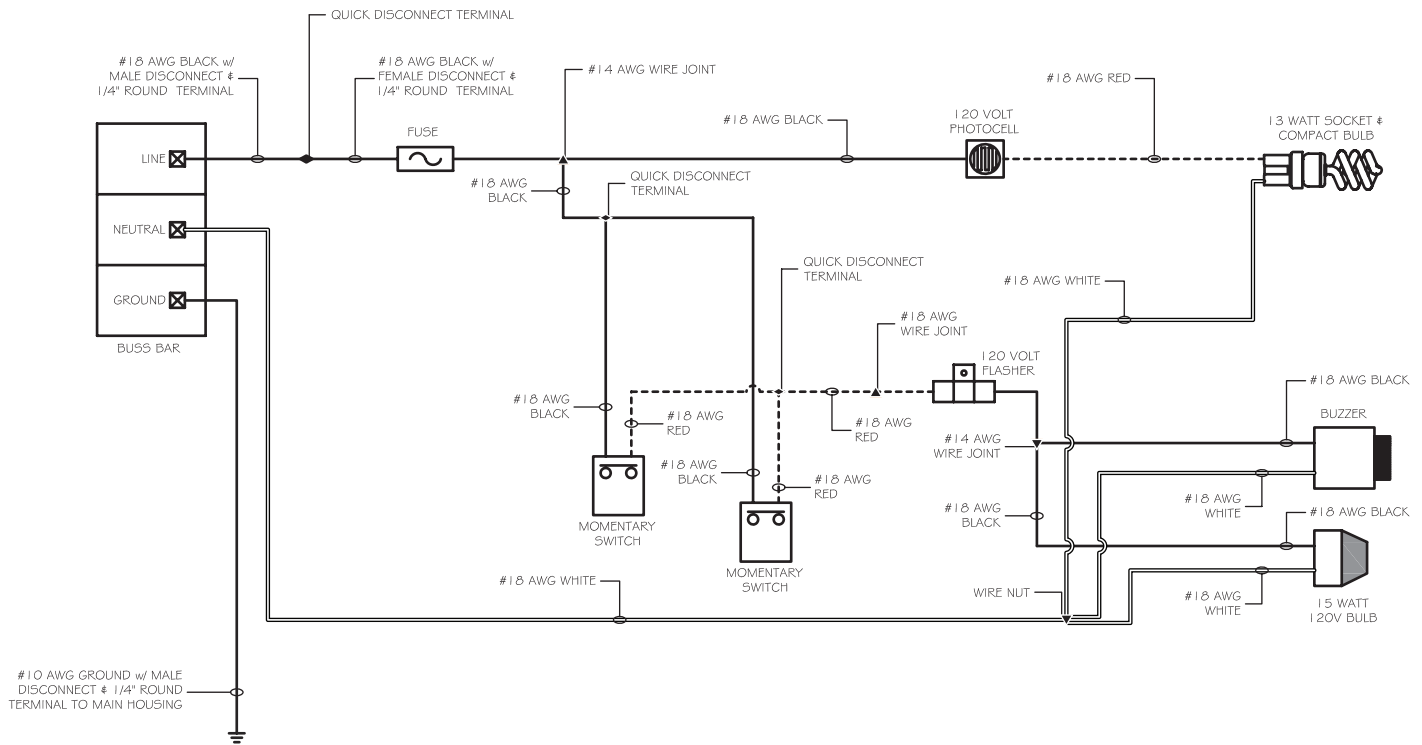 QUICK DISCONNECT TERMINAL
#18 AWG BLACK w/
MALE DISCONNECT &
1/4" ROUND TERMINAL
#18 AWG BLACK w/
FEMALE DISCONNECT &
1/4" ROUND TERMINAL
#14 AWG WIRE JOINT
#18 AWG RED
FUSE
#18 AWG BLACK
120 VOLT
PHOTOCELL
13 WATT SOCKET &
COMPACT BULB
LINE
#18 AWG
BLACK
QUICK DISCONNECT
TERMINAL
NEUTRAL
QUICK DISCONNECT
TERMINAL
#18 AWG WHITE
GROUND
BUSS BAR
#18 AWG
WIRE JOINT
120 VOLT
FLASHER
#18 AWG BLACK
#18 AWG
BLACK
#18 AWG
RED
#18 AWG
RED
BUZZER
#14 AWG
WIRE JOINT
#18 AWG
BLACK
#18 AWG
RED
#18 AWG
WHITE
#18 AWG
BLACK
#18 AWG BLACK
MOMENTARY
SWITCH
MOMENTARY
SWITCH
#18 AWG WHITE
WIRE NUT
#18 AWG
WHITE
15 WATT
120V BULB
#10 AWG GROUND w/ MALE
DISCONNECT & 1/4" ROUND
TERMINAL TO MAIN HOUSING